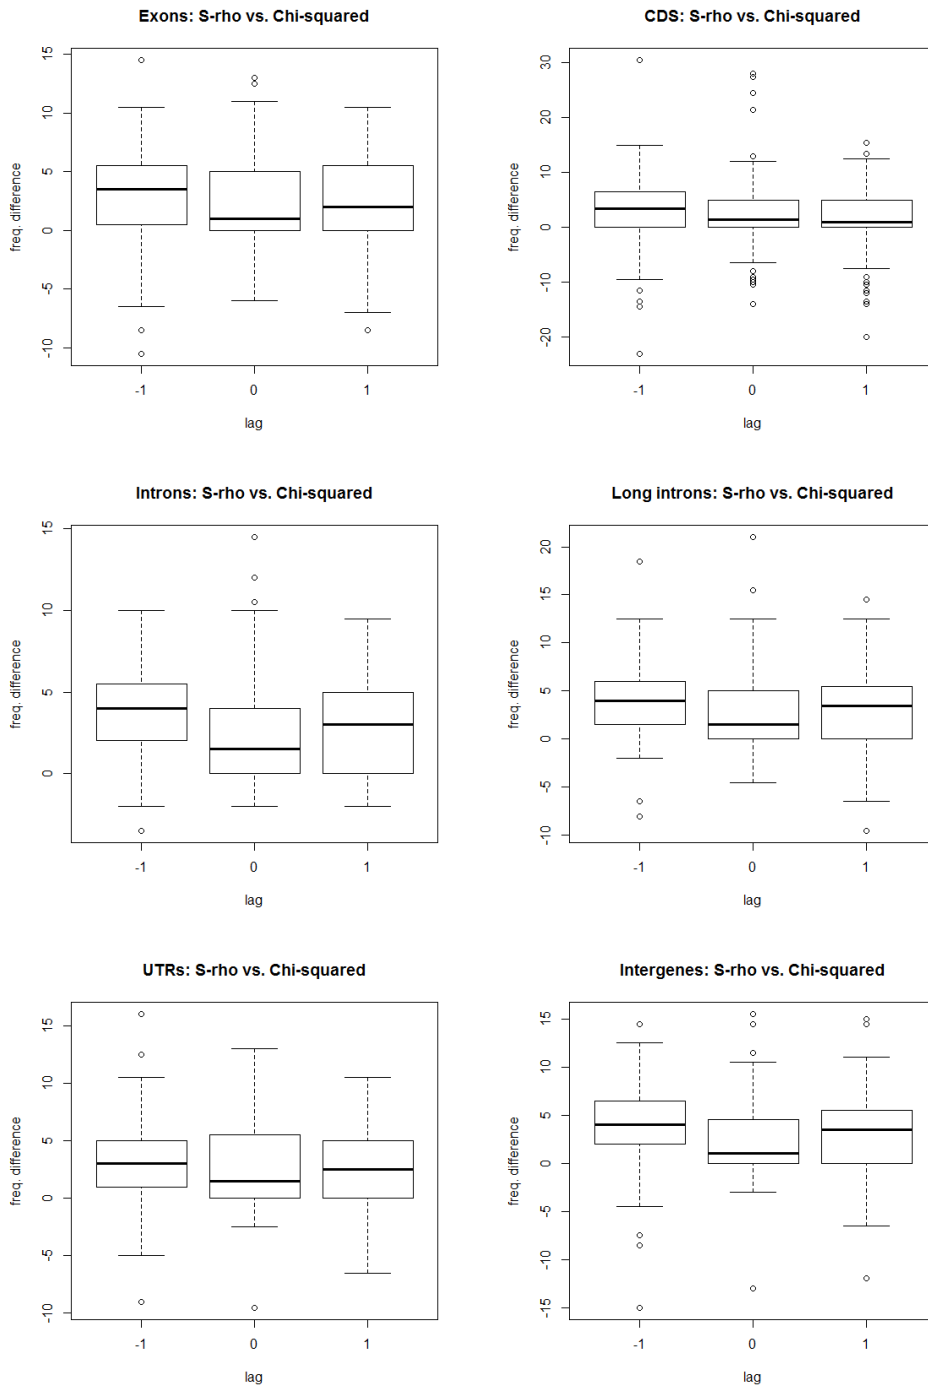 Exons: S-rho vs. Chi-squared
freq. difference
15
10
5
0
-5
-10
-1 0 1
lag
CDS: S-rho vs. Chi-squared
freq. difference
30
20
10
0
-10
-20
-1 0 1
lag
Introns: S-rho vs. Chi-squared
freq. difference
15
10
5
0
-1 0 1
lag
Long introns: S-rho vs. Chi-squared
freq. difference
20
15
10
5
0
-5
-10
-1 0 1
lag
UTRs: S-rho vs. Chi-squared
freq. difference
15
10
5
0
-5
-10
-1 0 1
lag
Intergenes: S-rho vs. Chi-squared
freq. difference
15
10
5
0
-5
-10
-15
-1 0 1
lag